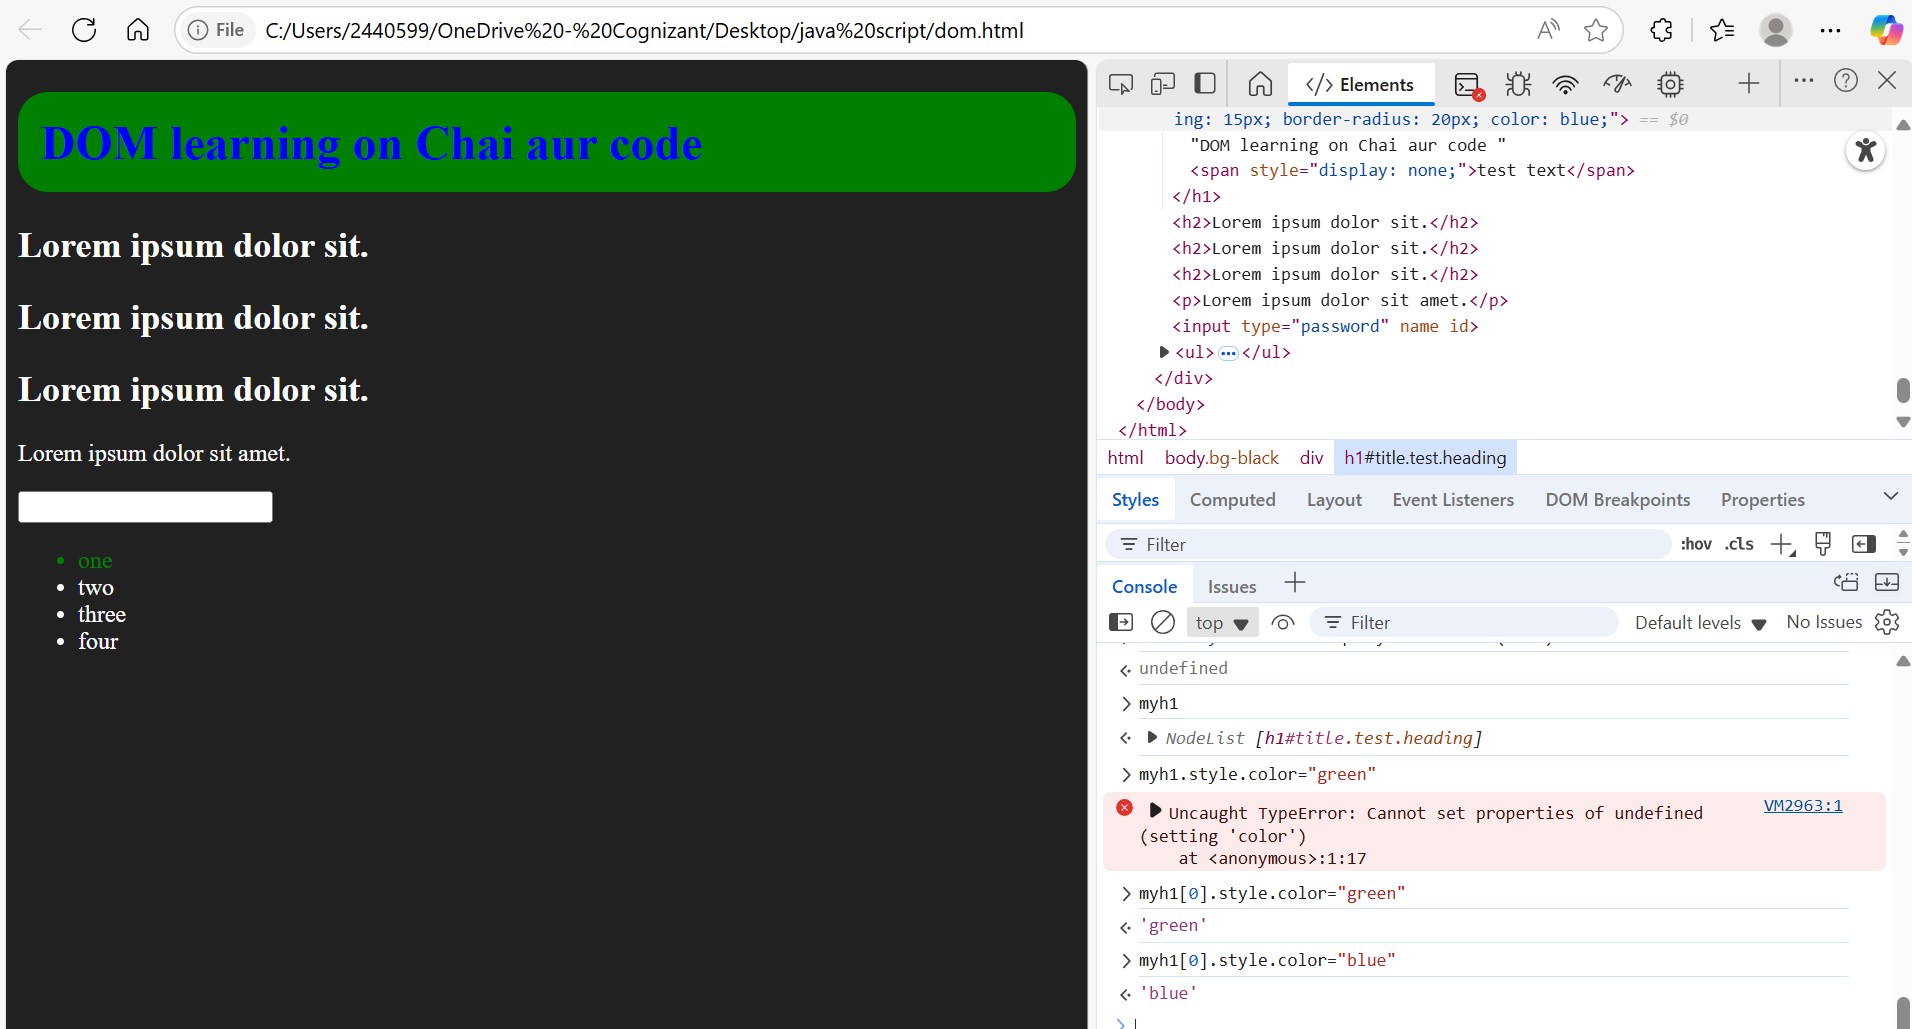 File C:/Users/2440599/OneDrive%20-%20Cognizant/Desktop/java%20script/dom.html
DOM learning on Chai aur code
Lorem ipsum dolor sit.
Lorem ipsum dolor sit.
Lorem ipsum dolor sit.
Lorem ipsum dolor sit amet.
one
two
three
four
</> Elements
ing: 15px; border-radius: 20px; color: blue;"> == $0
"DOM learning on Chai aur code "
<span style="display: none;">test text</span>
</h1>
<h2>Lorem ipsum dolor sit.</h2>
<h2>Lorem ipsum dolor sit.</h2>
<h2>Lorem ipsum dolor sit.</h2>
<p>Lorem ipsum dolor sit amet.</p>
<input type="password" name id>
<ul>…</ul>
</div>
</body>
</html>
html body.bg-black div h1#title.test.heading
Styles Computed Layout Event Listeners DOM Breakpoints Properties
Filter :hov .cls
Console Issues
top Filter Default levels No Issues
undefined
myh1
NodeList [h1#title.test.heading]
myh1.style.color="green"
Uncaught TypeError: Cannot set properties of undefined VM2963:1
(setting 'color')
at <anonymous>:1:17
myh1[0].style.color="green"
'green'
myh1[0].style.color="blue"
'blue'